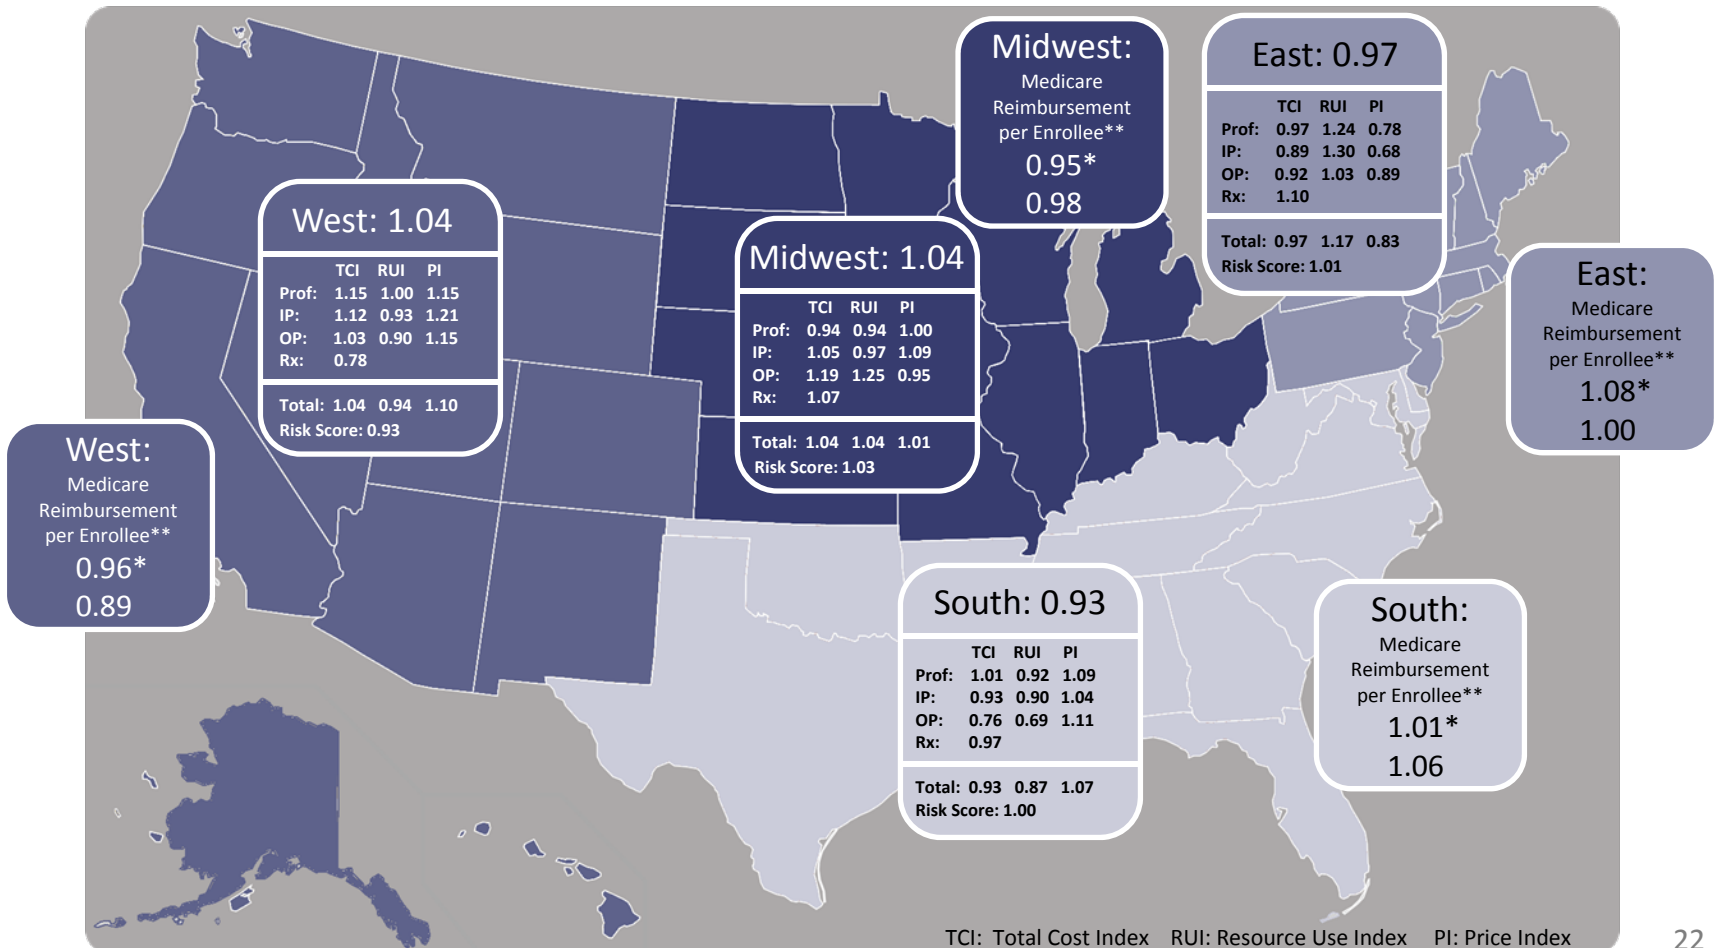 Midwest:
Medicare
Reimbursement
per Enrollee**
0.95*
0.98
East: 0.97
TCI RUI PI
Prof: 0.97 1.24 0.78
IP: 0.89 1.30 0.68
OP: 0.92 1.03 0.89
Rx: 1.10
Total: 0.97 1.17 0.83
Risk Score: 1.01
West: 1.04
TCI RUI PI
Prof: 1.15 1.00 1.15
IP: 1.12 0.93 1.21
OP: 1.03 0.90 1.15
Rx: 0.78
Total: 1.04 0.94 1.10
Risk Score: 0.93
Midwest: 1.04
TCI RUI PI
Prof: 0.94 0.94 1.00
IP: 1.05 0.97 1.09
OP: 1.19 1.25 0.95
Rx: 1.07
Total: 1.04 1.04 1.01
Risk Score: 1.03
East:
Medicare
Reimbursement
per Enrollee**
1.08*
1.00
West:
Medicare
Reimbursement
per Enrollee**
0.96*
0.89
South: 0.93
TCI RUI PI
Prof: 1.01 0.92 1.09
IP: 0.93 0.90 1.04
OP: 0.76 0.69 1.11
Rx: 0.97
Total: 0.93 0.87 1.07
Risk Score: 1.00
South:
Medicare
Reimbursement
per Enrollee**
1.01*
1.06
TCI: Total Cost Index RUI: Resource Use Index PI: Price Index
22